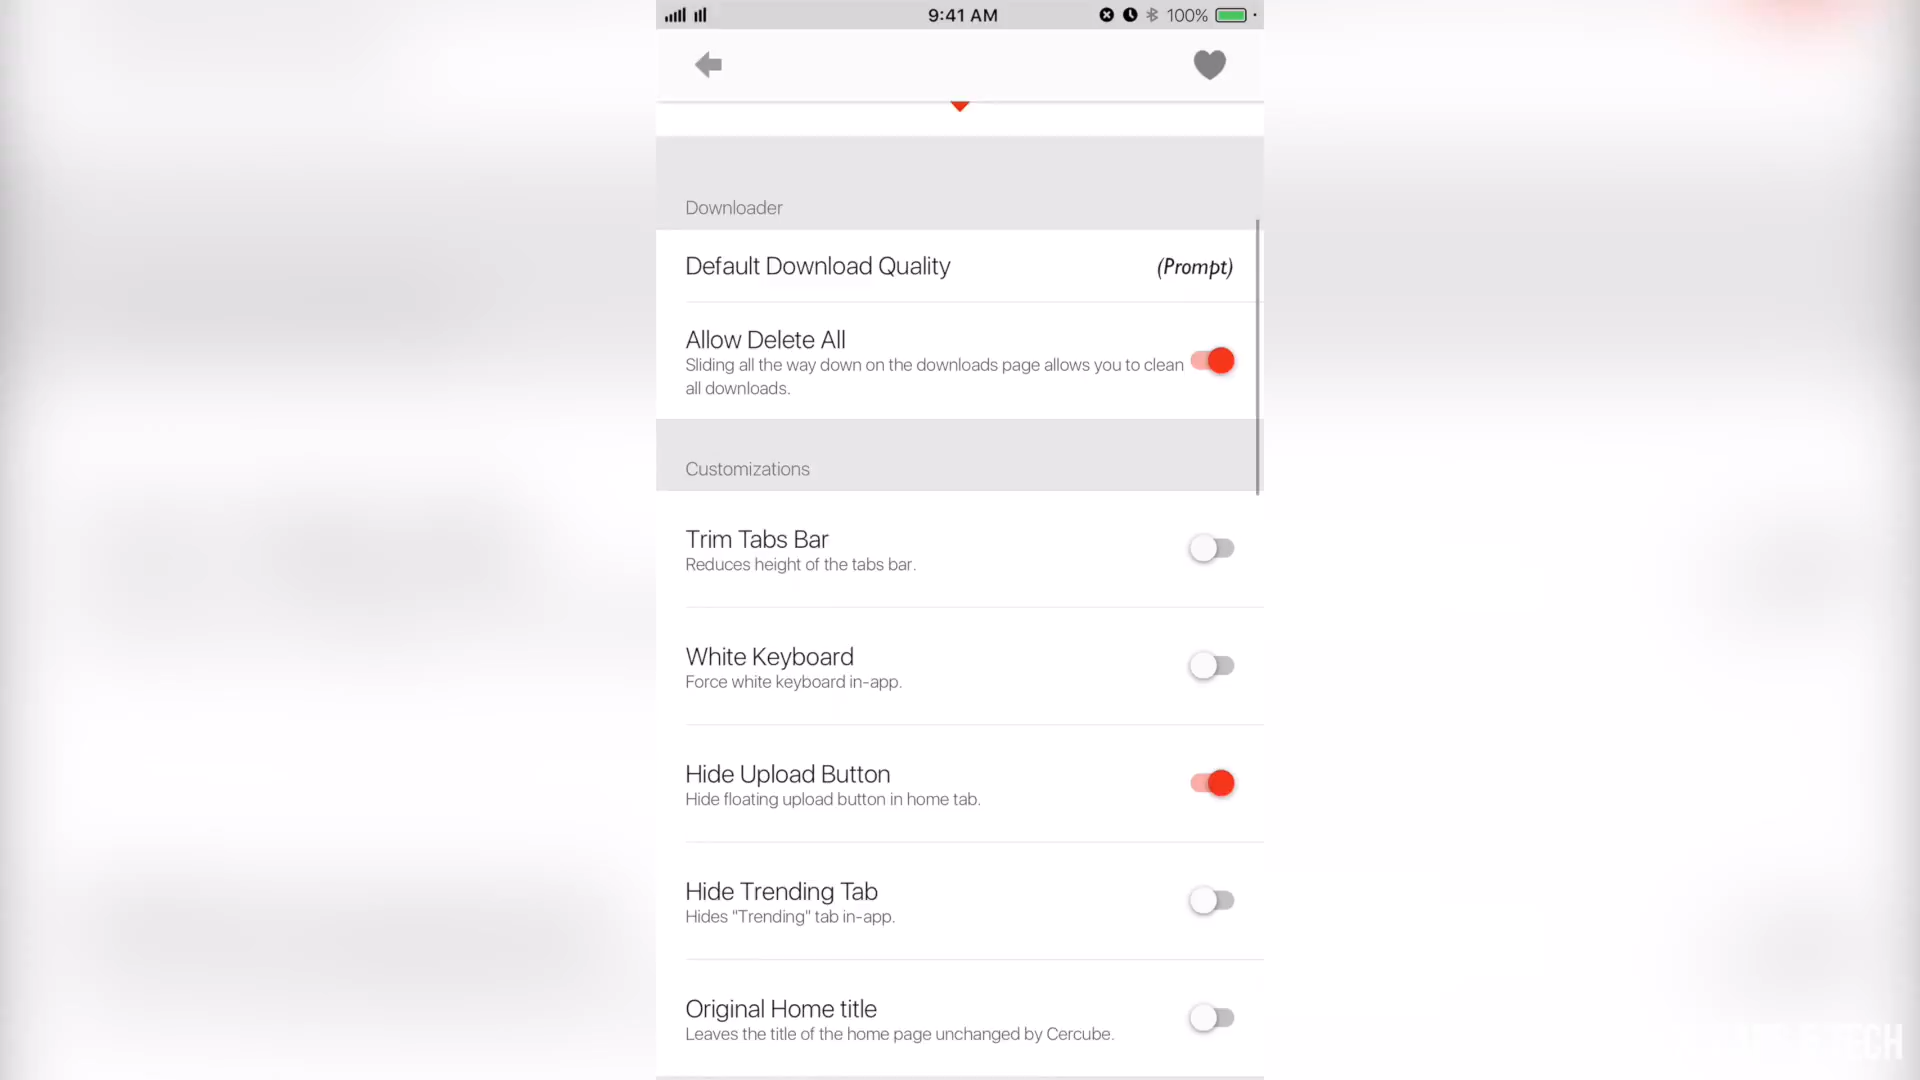 9:41 AM
100%
Downloader
Default Download Quality
(Prompt)
Allow Delete All
Sliding all the way down on the downloads page allows you to clean
all downloads.
Customizations
Trim Tabs Bar
Reduces height of the tabs bar.
White Keyboard
Force white keyboard in-app.
Hide Upload Button
Hide floating upload button in home tab.
Hide Trending Tab
Hides "Trending" tab in-app.
Original Home title
Leaves the title of the home page unchanged by Cercube.